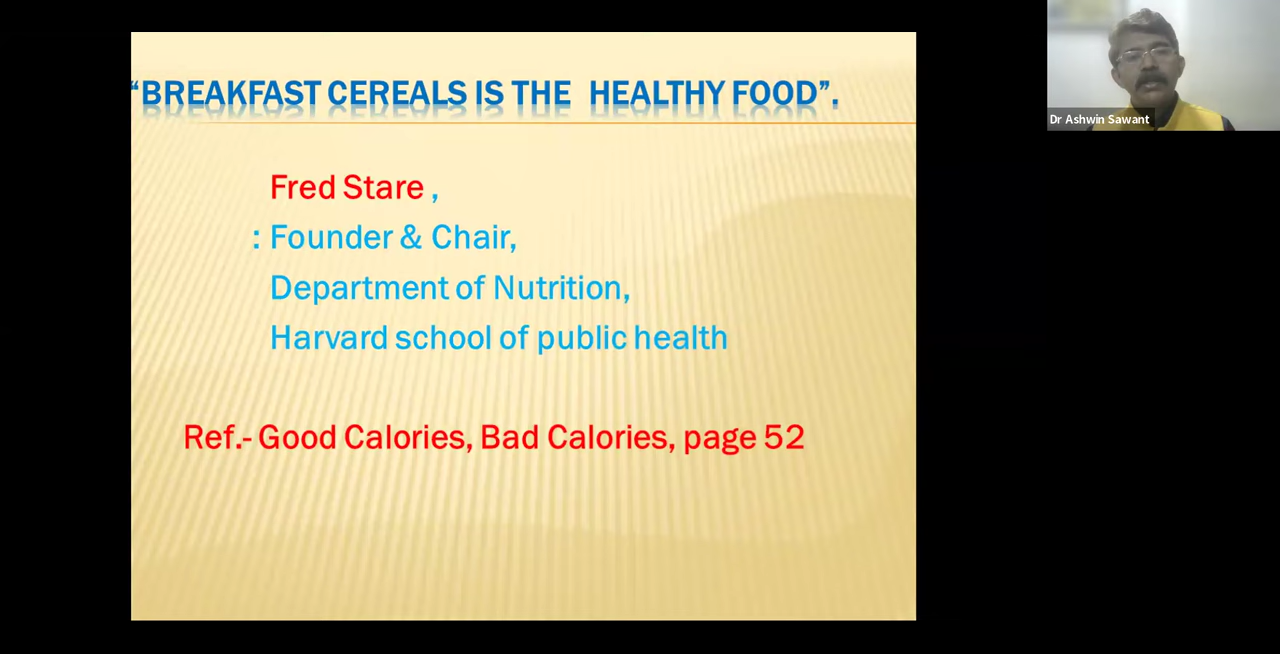 “BREAKFAST CEREALS IS THE HEALTHY FOOD”.
Fred Stare ,
: Founder & Chair,
Department of Nutrition,
Harvard school of public health
Ref.- Good Calories, Bad Calories, page 52
Dr Ashwin Sawant